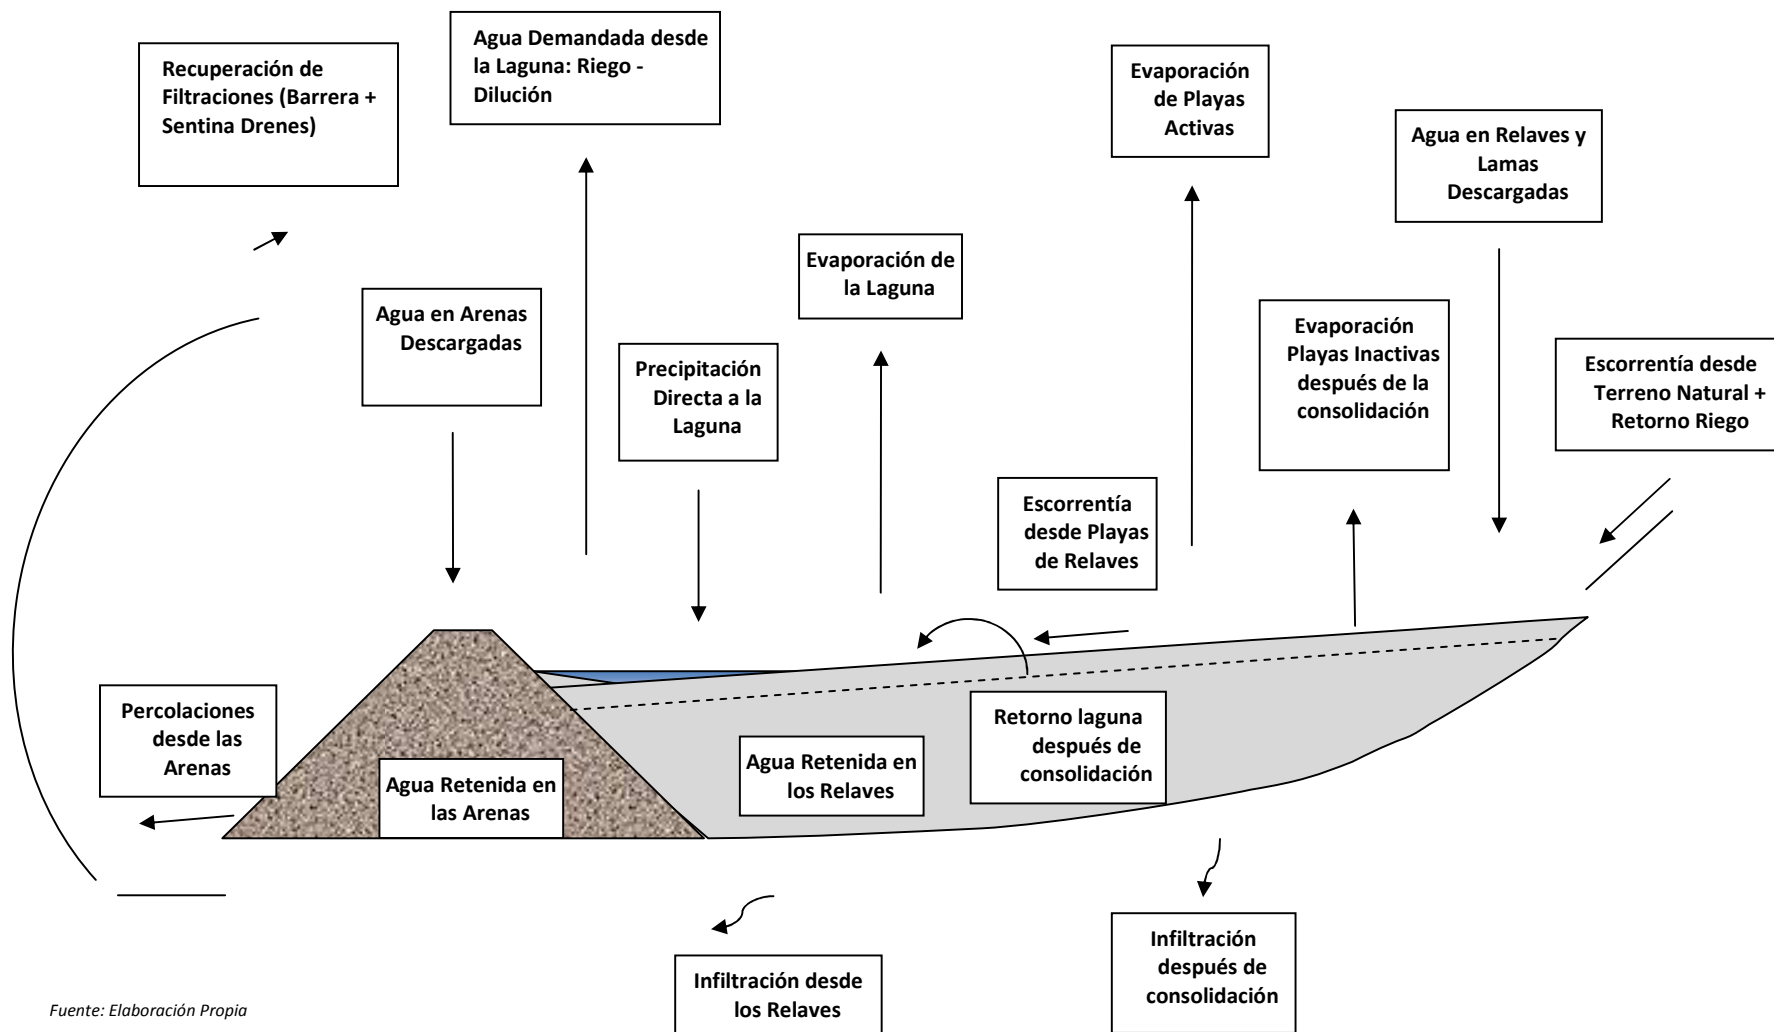 Recuperación de
Filtraciones (Barrera +
Sentina Drenes)
Agua Demandada desde
la Laguna: Riego -
Dilución
Evaporación
de Playas
Activas
Agua en Relaves y
Lamas
Descargadas
Evaporación de
la Laguna
Agua en Arenas
Descargadas
Precipitación
Directa a la
Laguna
Evaporación
Playas Inactivas
después de la
consolidación
Escorrentía desde
Terreno Natural +
Retorno Riego
Escorrentía
desde Playas
de Relaves
Percolaciones
desde las
Arenas
Agua Retenida en
las Arenas
Agua Retenida en
los Relaves
Retorno laguna
después de
consolidación
Infiltración desde
los Relaves
Infiltración
después de
consolidación
Fuente: Elaboración Propia